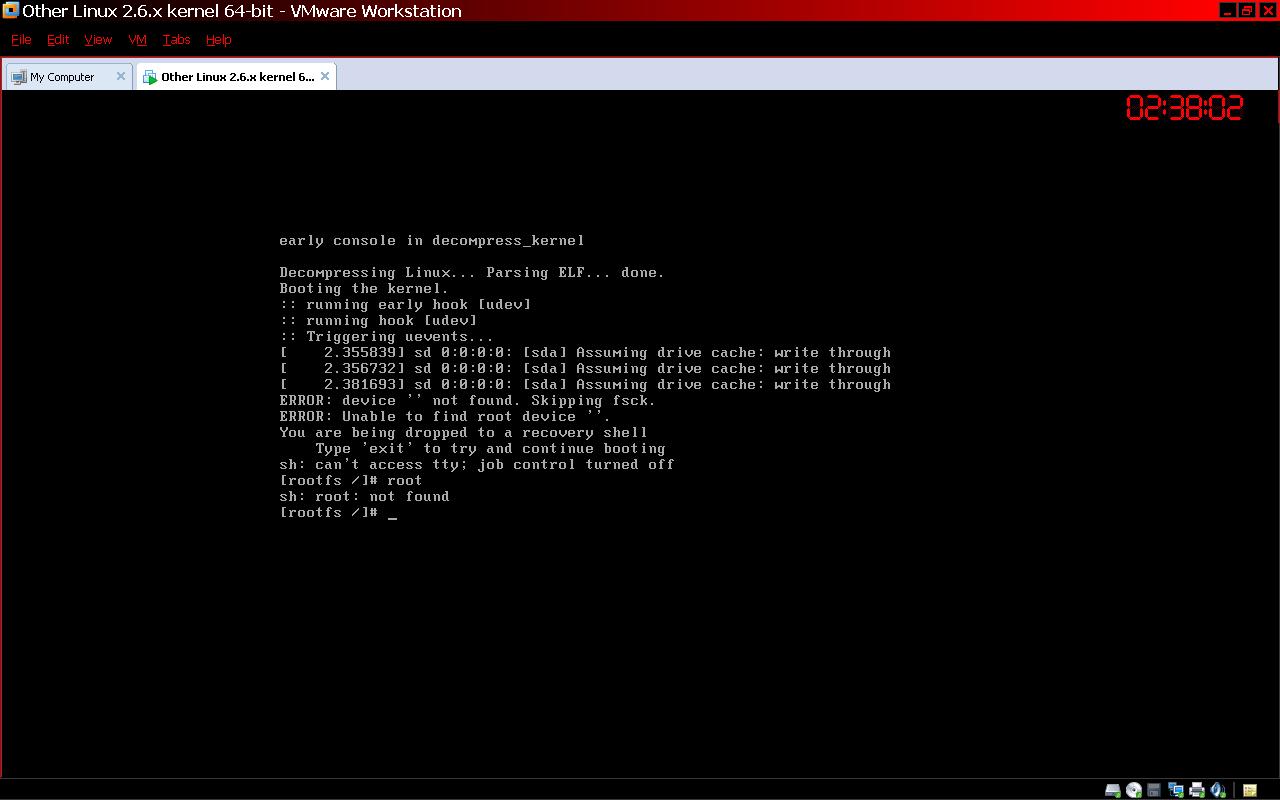 Other Linux 2.6.x kernel 64-bit - VMware Workstation
File Edit View VM Tabs Help
My Computer Other Linux 2.6.x kernel 6...
02:38:02
early console in decompress_kernel
Decompressing Linux... Parsing ELF... done.
Booting the kernel.
:: running early hook [udev]
:: running hook [udev]
:: Triggering uevents...
[    2.355839] sd 0:0:0:0: [sda] Assuming drive cache: write through
[    2.356732] sd 0:0:0:0: [sda] Assuming drive cache: write through
[    2.381693] sd 0:0:0:0: [sda] Assuming drive cache: write through
ERROR: device '' not found. Skipping fsck.
ERROR: Unable to find root device ''.
You are being dropped to a recovery shell
    Type 'exit' to try and continue booting
sh: can't access tty; job control turned off
[rootfs /]# root
sh: root: not found
[rootfs /]# _